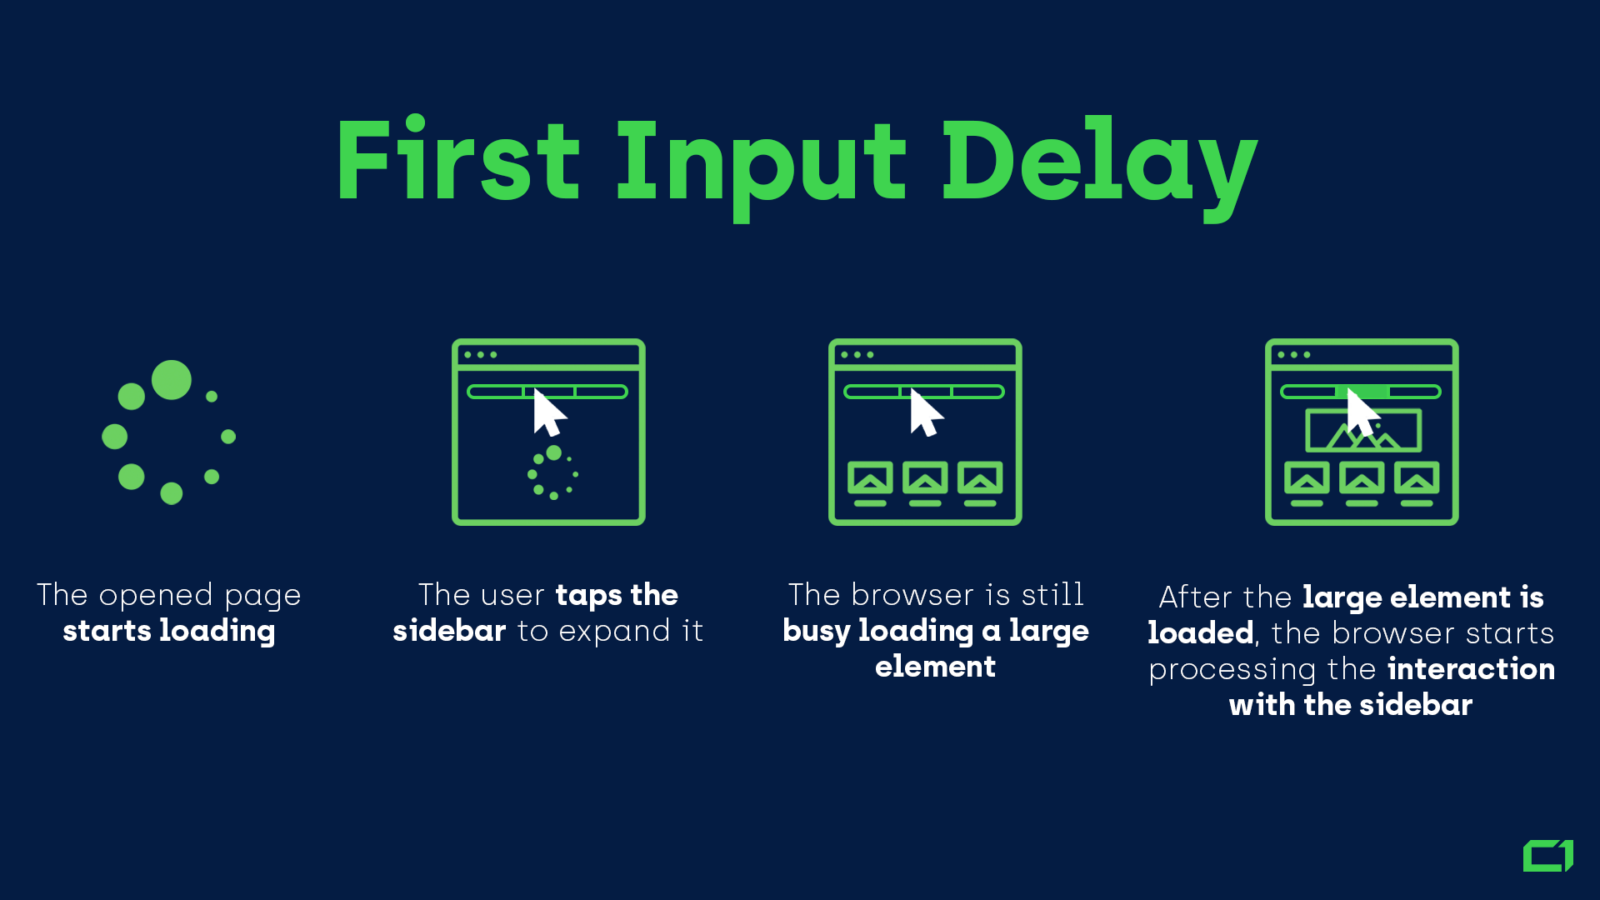 First Input Delay
The opened page
starts loading
The user taps the
sidebar to expand it
The browser is still
busy loading a large
element
After the large element is
loaded, the browser starts
processing the interaction
with the sidebar